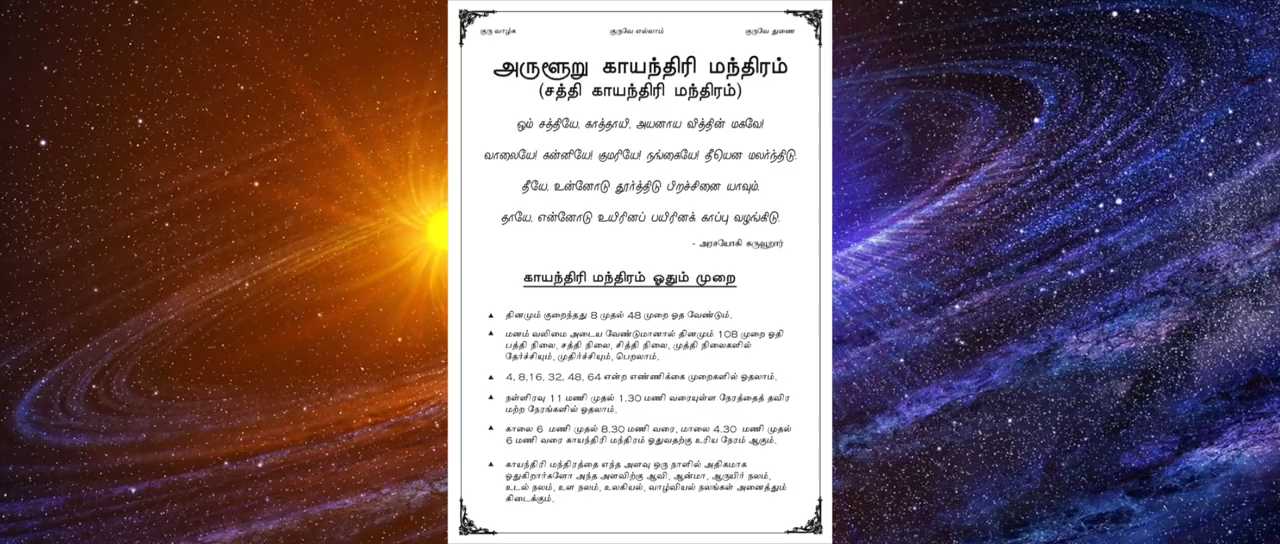 குரு வாழ்க குருவே எல்லாம் குருவே துணை
அருளூறு காயந்திரி மந்திரம்
(சத்தி காயந்திரி மந்திரம்)
ஓம் சத்தியே, காத்தாயி, அயனாய வித்தின் மகவே!
வாலையே! கன்னியே! குமரியே! நங்கையே! தீயென மலர்ந்திடு.
தீயே, உன்னோடு தூர்த்திடு பிறச்சினை யாவும்.
தாயே, என்னோடு உயிரினப் பயிரினக் காப்பு வழங்கிடு.
- அரசயோகி கருவூறார்
காயந்திரி மந்திரம் ஓதும் முறை
▲ தினமும் குறைந்தது 8 முதல் 48 முறை ஓத வேண்டும்.
▲ மனம் வலிமை அடைய வேண்டுமானால் தினமும் 108 முறை ஓதி
பத்தி நிலை, சத்தி நிலை, சித்தி நிலை, முத்தி நிலைகளில்
தேர்ச்சியும், முதிர்ச்சியும், பெறலாம்.
▲ 4, 8,16, 32, 48, 64 என்ற எண்ணிக்கை முறைகளில் ஓதலாம்.
▲ நள்ளிரவு 11 மணி முதல் 1.30 மணி வரையுள்ள நேரத்தைத் தவிர
மற்ற நேரங்களில் ஓதலாம்.
▲ காலை 6 மணி முதல் 8.30 மணி வரை, மாலை 4.30 மணி முதல்
6 மணி வரை காயந்திரி மந்திரம் ஓதுவதற்கு உரிய நேரம் ஆகும்.
▲ காயந்திரி மந்திரத்தை எந்த அளவு ஒரு நாளில் அதிகமாக
ஓதுகிறார்களோ அந்த அளவிற்கு ஆவி, ஆன்மா, ஆருயிர் நலம்,
உடல் நலம், உள நலம், உலகியல், வாழ்வியல் நலங்கள் அனைத்தும்
கிடைக்கும்.